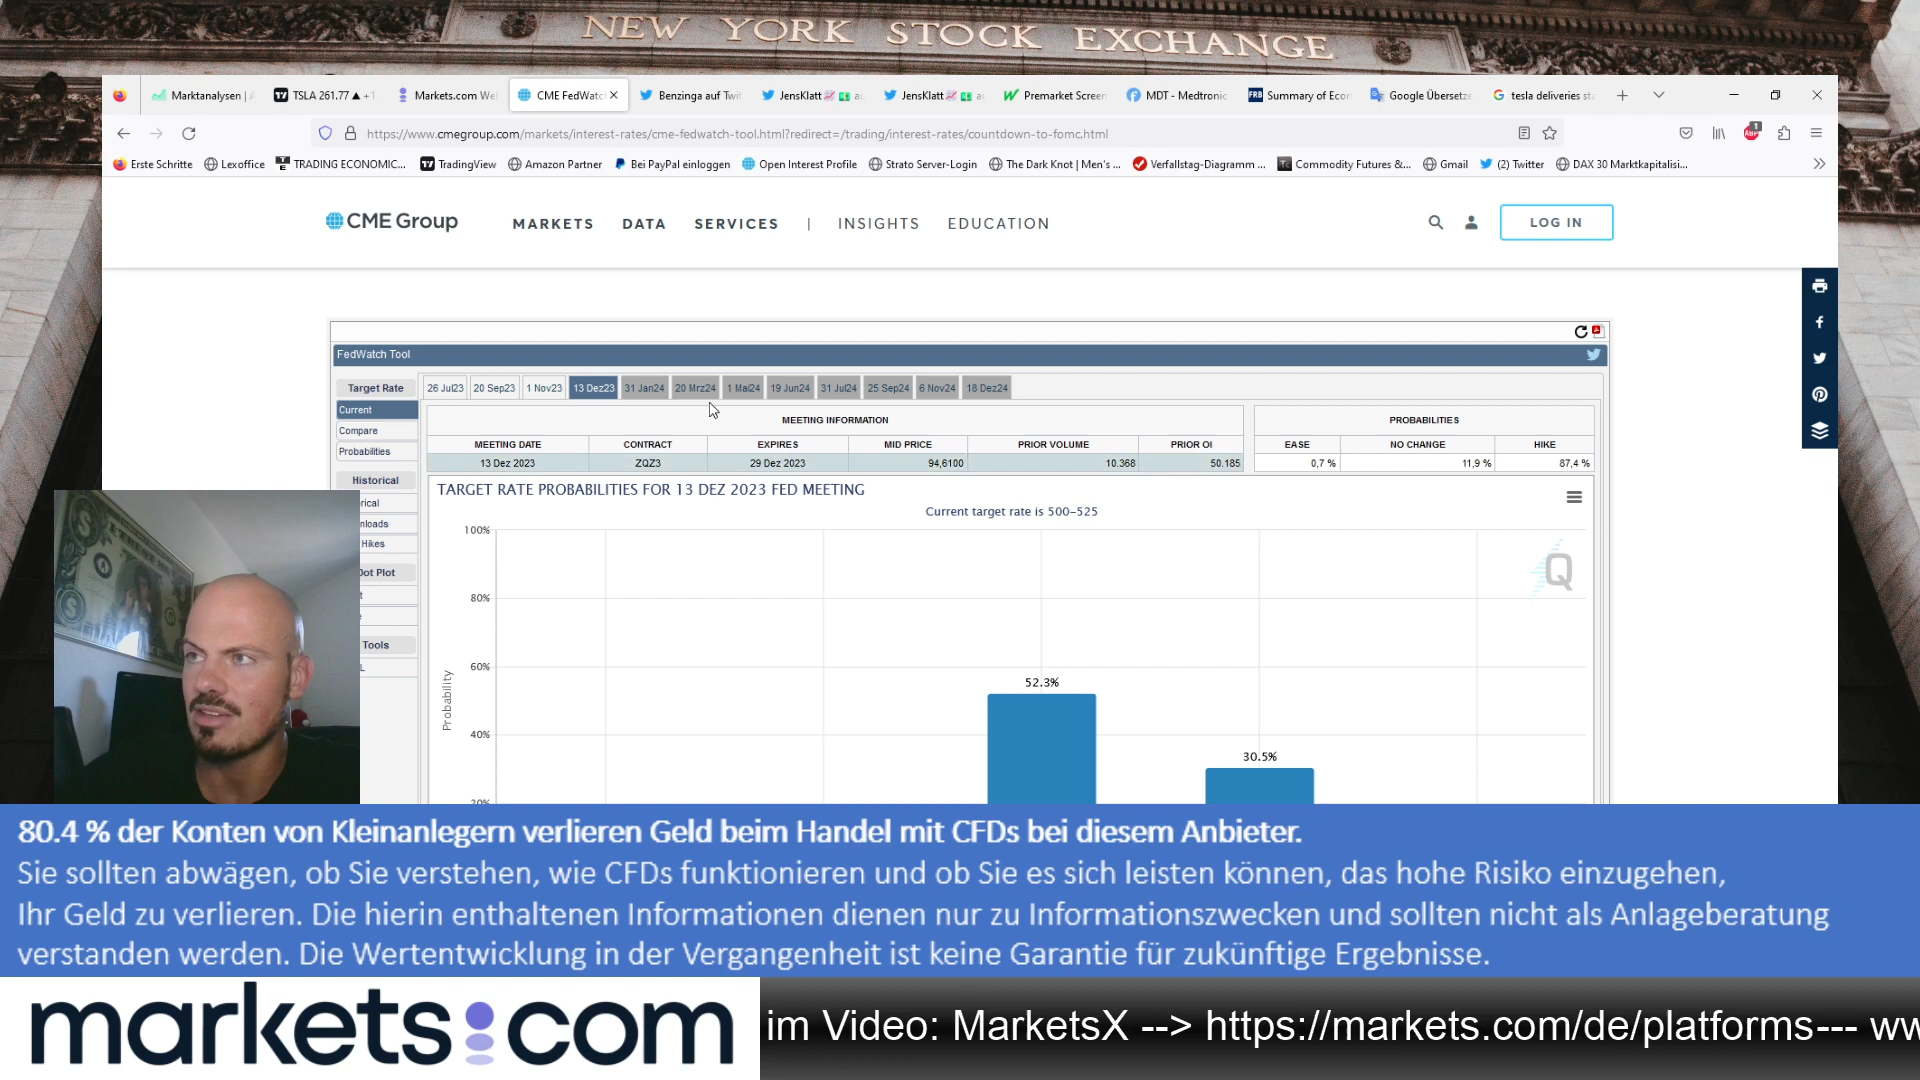 NEW YORK STOCK EXCHANGE
Marktanalysen |
TSLA 261.77 ▲ +
Markets.com We
CME FedWatc
Benzinga auf Twit
JensKlatt
JensKlatt
Premarket Screen
MDT - Medtronic
FRB Summary of Econ
Google Übersetze
tesla deliveries st
https://www.cmegroup.com/markets/interest-rates/cme-fedwatch-tool.html?redirect=/trading/interest-rates/countdown-to-fomc.html
Erste Schritte
Lexoffice
TRADING ECONOMIC...
TradingView
Amazon Partner
Bei PayPal einloggen
Open Interest Profile
Strato Server-Login
The Dark Knot | Men's ...
Verfallstag-Diagramm ...
Commodity Futures &...
Gmail
(2) Twitter
DAX 30 Marktkapitalisi...
CME Group
MARKETS DATA SERVICES | INSIGHTS EDUCATION
LOG IN
FedWatch Tool
Target Rate
Current
Compare
Probabilities
Historical
rical
nloads
Hikes
Dot Plot
Tools
26 Jul23 20 Sep23 1 Nov23 13 Dez23 31 Jan24 20 Mrz24 1 Mai24 19 Jun24 31 Jul24 25 Sep24 6 Nov24 18 Dez24
MEETING INFORMATION
MEETING DATE CONTRACT EXPIRES MID PRICE PRIOR VOLUME PRIOR OI
13 Dez 2023 ZQZ3 29 Dez 2023 94,6100 10.368 50.185
PROBABILITIES
EASE NO CHANGE HIKE
0,7 % 11,9 % 87,4 %
TARGET RATE PROBABILITIES FOR 13 DEZ 2023 FED MEETING
Current target rate is 500–525
Probability
100%
80%
60%
40%
20%
52.3%
30.5%
Q
80.4 % der Konten von Kleinanlegern verlieren Geld beim Handel mit CFDs bei diesem Anbieter.
Sie sollten abwägen, ob Sie verstehen, wie CFDs funktionieren und ob Sie es sich leisten können, das hohe Risiko einzugehen,
Ihr Geld zu verlieren. Die hierin enthaltenen Informationen dienen nur zu Informationszwecken und sollten nicht als Anlageberatung
verstanden werden. Die Wertentwicklung in der Vergangenheit ist keine Garantie für zukünftige Ergebnisse.
markets.com
im Video: MarketsX --> https://markets.com/de/platforms--- ww